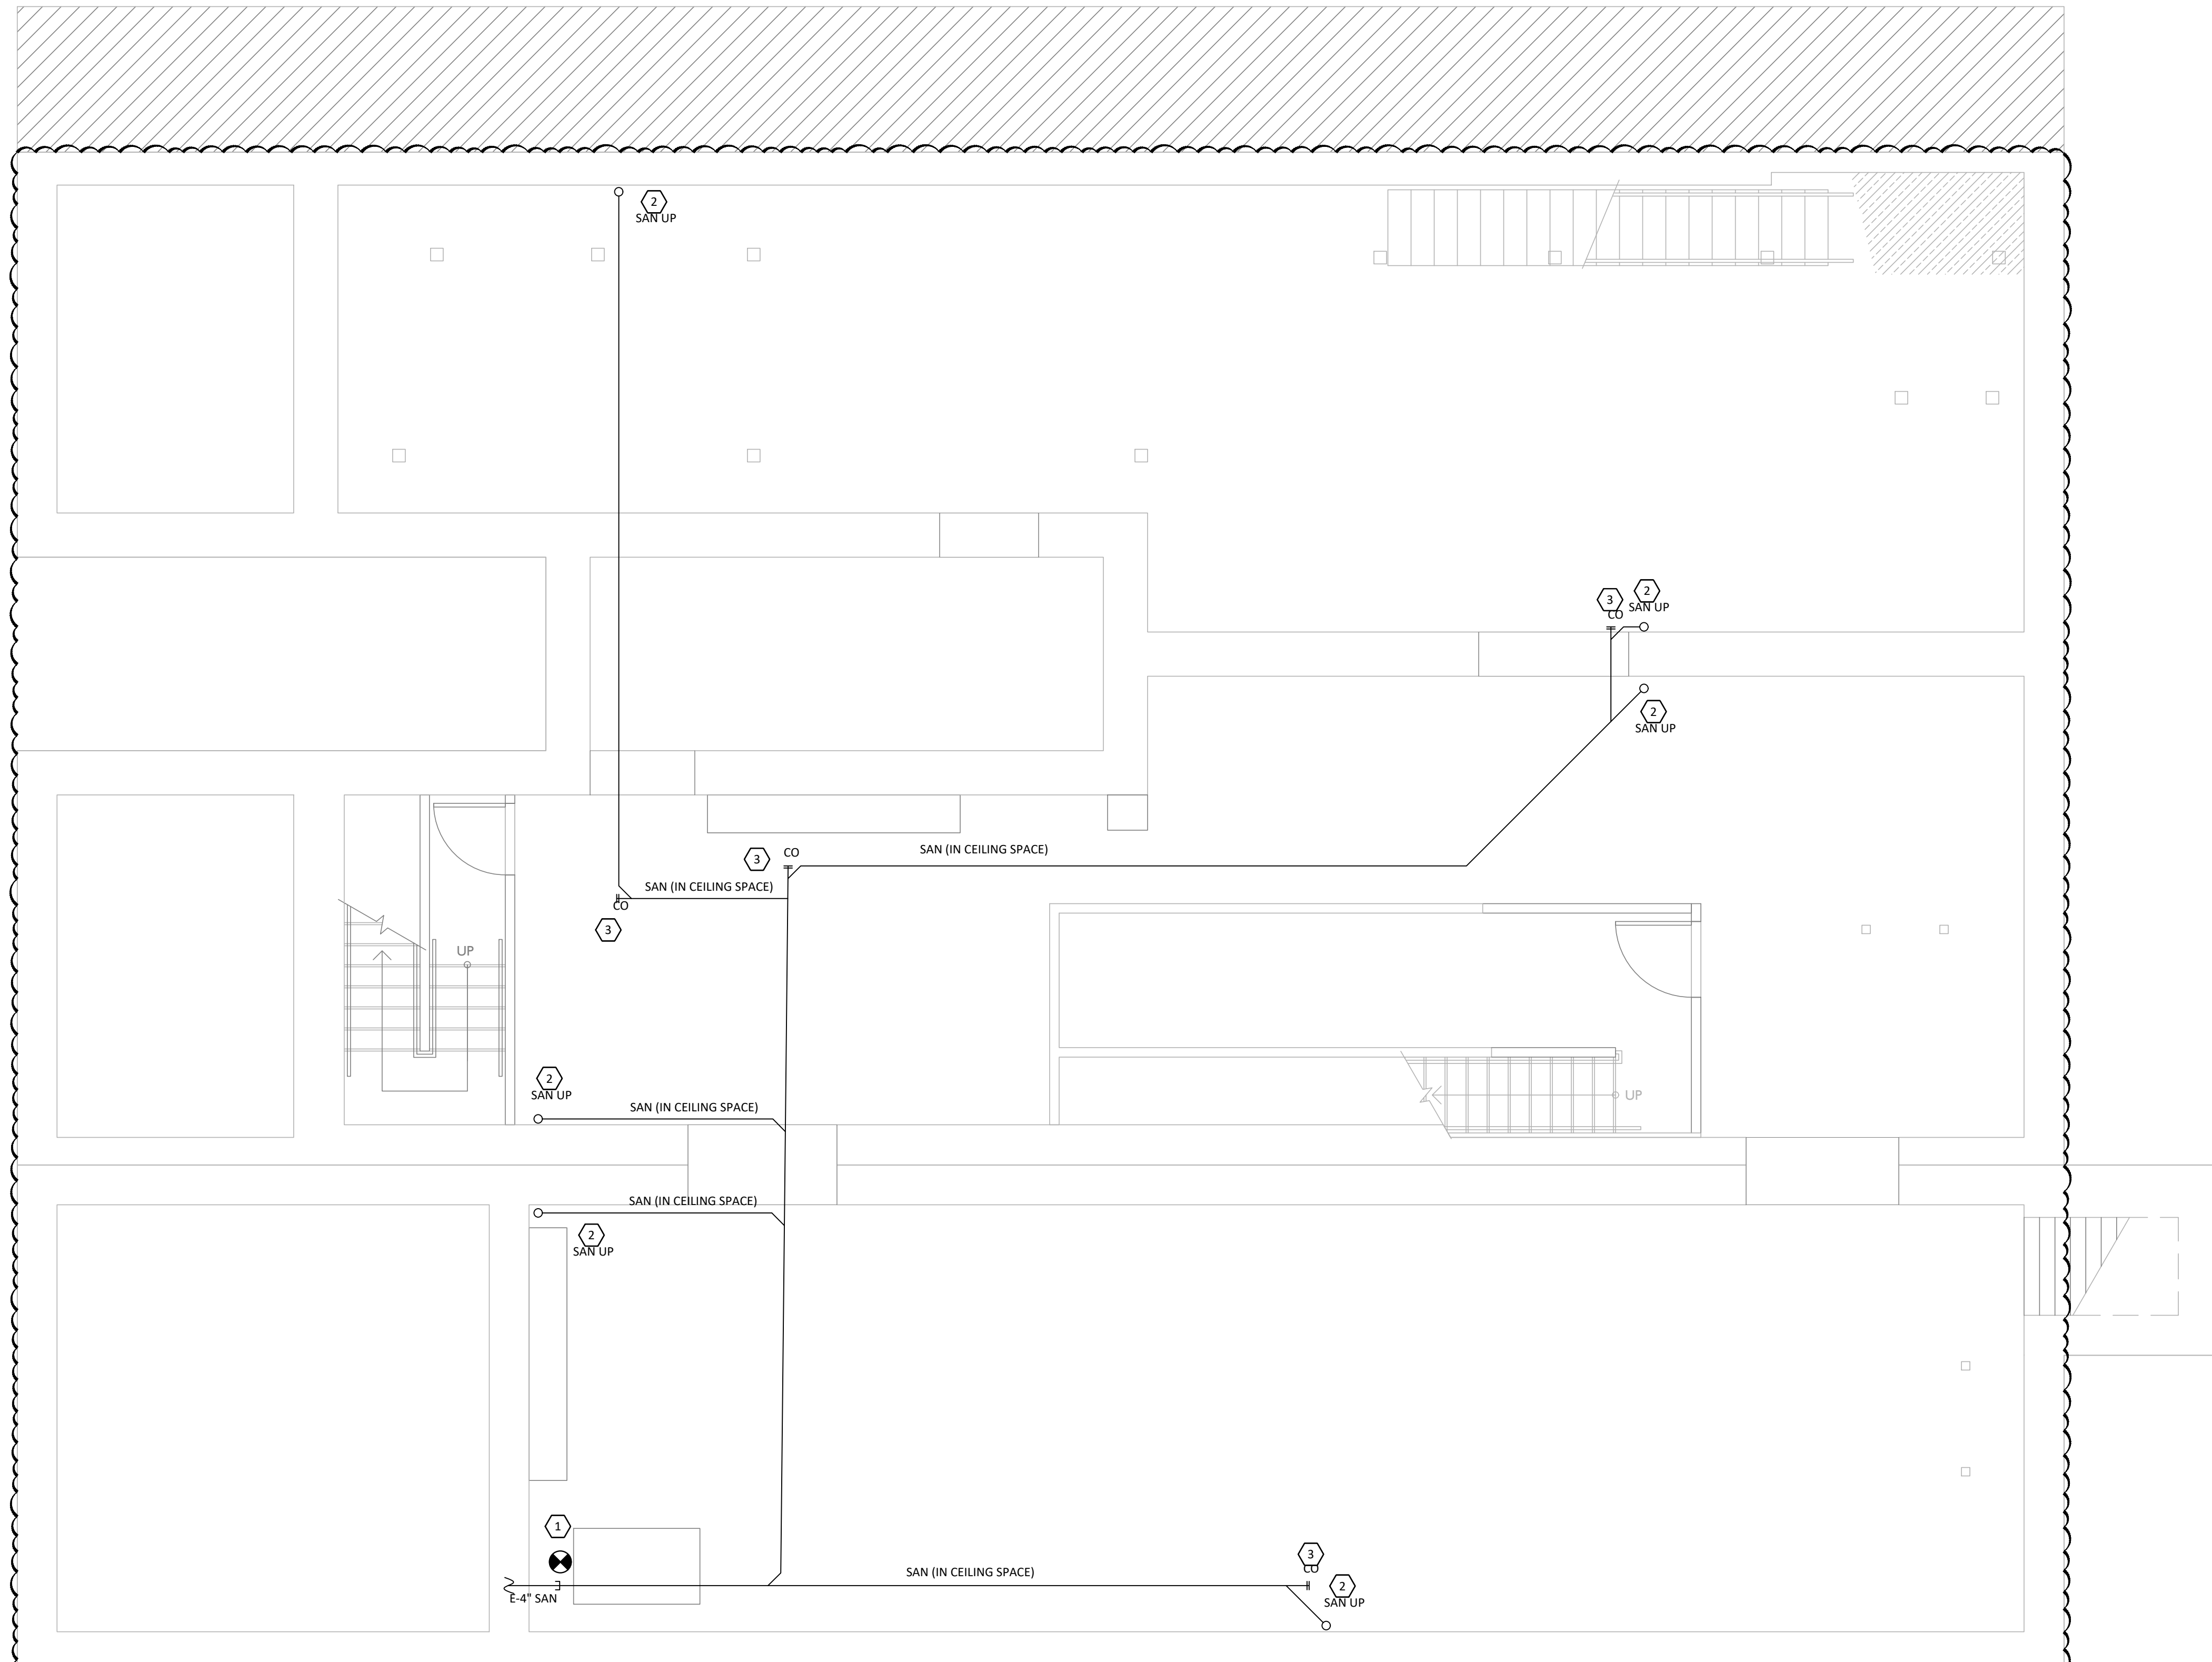 2
SAN UP
3
2
CO
SAN UP
2
SAN UP
3
CO
SAN (IN CEILING SPACE)
SAN (IN CEILING SPACE)
CO
3
UP
2
SAN UP
SAN (IN CEILING SPACE)
UP
SAN (IN CEILING SPACE)
2
SAN UP
1
3
CO
SAN (IN CEILING SPACE)
2
SAN UP
E-4" SAN